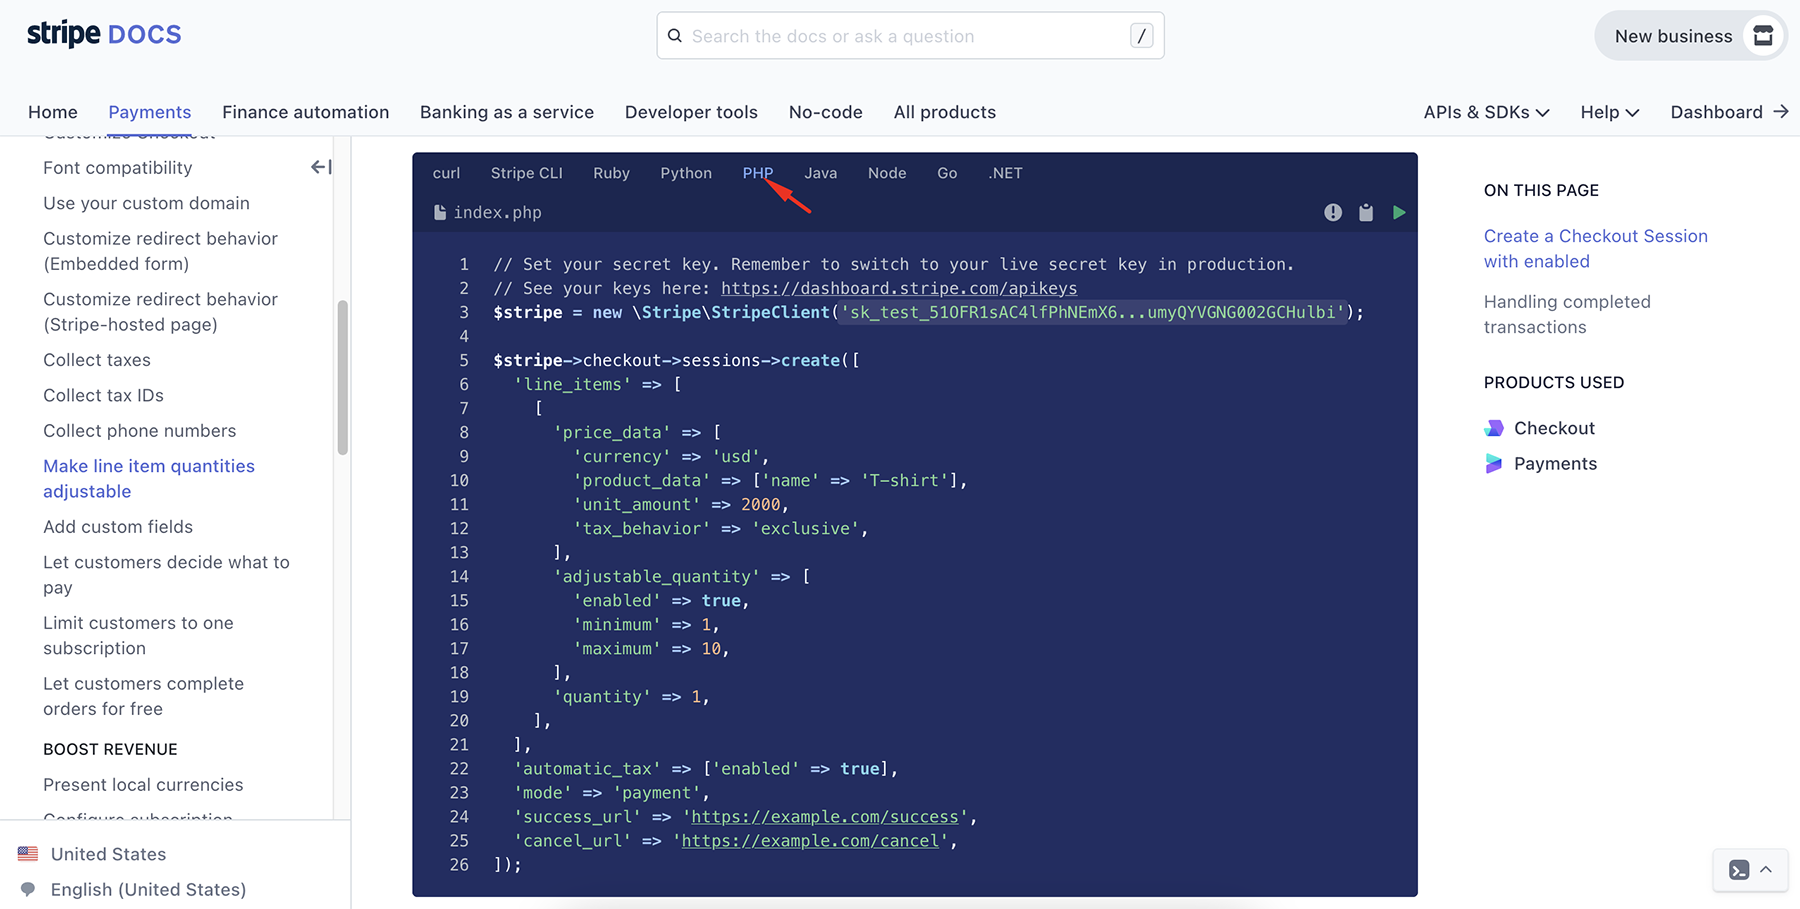 stripe DOCS
Search the docs or ask a question
/
New business
Home
Payments
Finance automation
Banking as a service
Developer tools
No-code
All products
APIs & SDKs
Help
Dashboard
Customize Checkout
Font compatibility
Use your custom domain
Customize redirect behavior
(Embedded form)
Customize redirect behavior
(Stripe-hosted page)
Collect taxes
Collect tax IDs
Collect phone numbers
Make line item quantities
adjustable
Add custom fields
Let customers decide what to
pay
Limit customers to one
subscription
Let customers complete
orders for free
BOOST REVENUE
Present local currencies
Configure subscription
United States
English (United States)
curl
Stripe CLI
Ruby
Python
PHP
Java
Node
Go
.NET
index.php
1 // Set your secret key. Remember to switch to your live secret key in production.
2 // See your keys here: https://dashboard.stripe.com/apikeys
3 $stripe = new \Stripe\StripeClient('sk_test_51OFR1sAC4lfPhNEmX6...umyQYVGNG002GCHulbi');
4
5 $stripe->checkout->sessions->create([
6 'line_items' => [
7 [
8 'price_data' => [
9 'currency' => 'usd',
10 'product_data' => ['name' => 'T-shirt'],
11 'unit_amount' => 2000,
12 'tax_behavior' => 'exclusive',
13 ],
14 'adjustable_quantity' => [
15 'enabled' => true,
16 'minimum' => 1,
17 'maximum' => 10,
18 ],
19 'quantity' => 1,
20 ],
21 ],
22 'automatic_tax' => ['enabled' => true],
23 'mode' => 'payment',
24 'success_url' => 'https://example.com/success',
25 'cancel_url' => 'https://example.com/cancel',
26 ]);
ON THIS PAGE
Create a Checkout Session
with enabled
Handling completed
transactions
PRODUCTS USED
Checkout
Payments